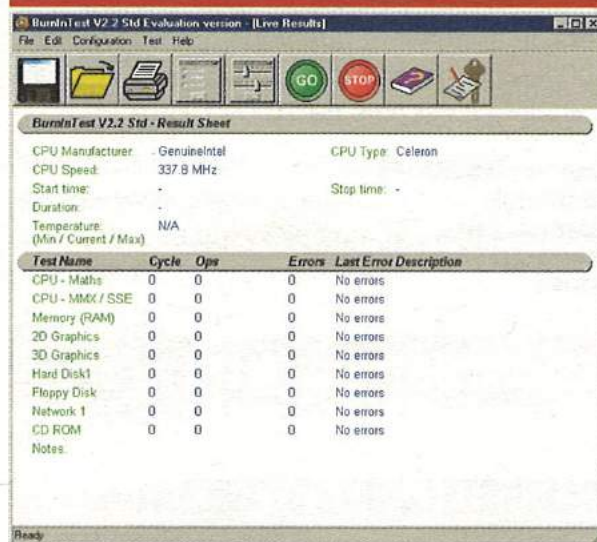 BurnInTest V2.2 Std Evaluation version - [Live Results]
File Edit Configuration Test Help
GO STOP
BurnInTest V2.2 Std - Result Sheet
CPU Manufacturer: GenuineIntel CPU Type: Celeron
CPU Speed: 337.8 MHz
Start time: - Stop time: -
Duration: -
Temperature: N/A
(Min / Current / Max)
Test Name Cycle Ops Errors Last Error Description
CPU - Maths 0 0 0 No errors
CPU - MMX / SSE 0 0 0 No errors
Memory (RAM) 0 0 0 No errors
2D Graphics 0 0 0 No errors
3D Graphics 0 0 0 No errors
Hard Disk1 0 0 0 No errors
Floppy Disk 0 0 0 No errors
Network 1 0 0 0 No errors
CD ROM 0 0 0 No errors
Notes:
Ready